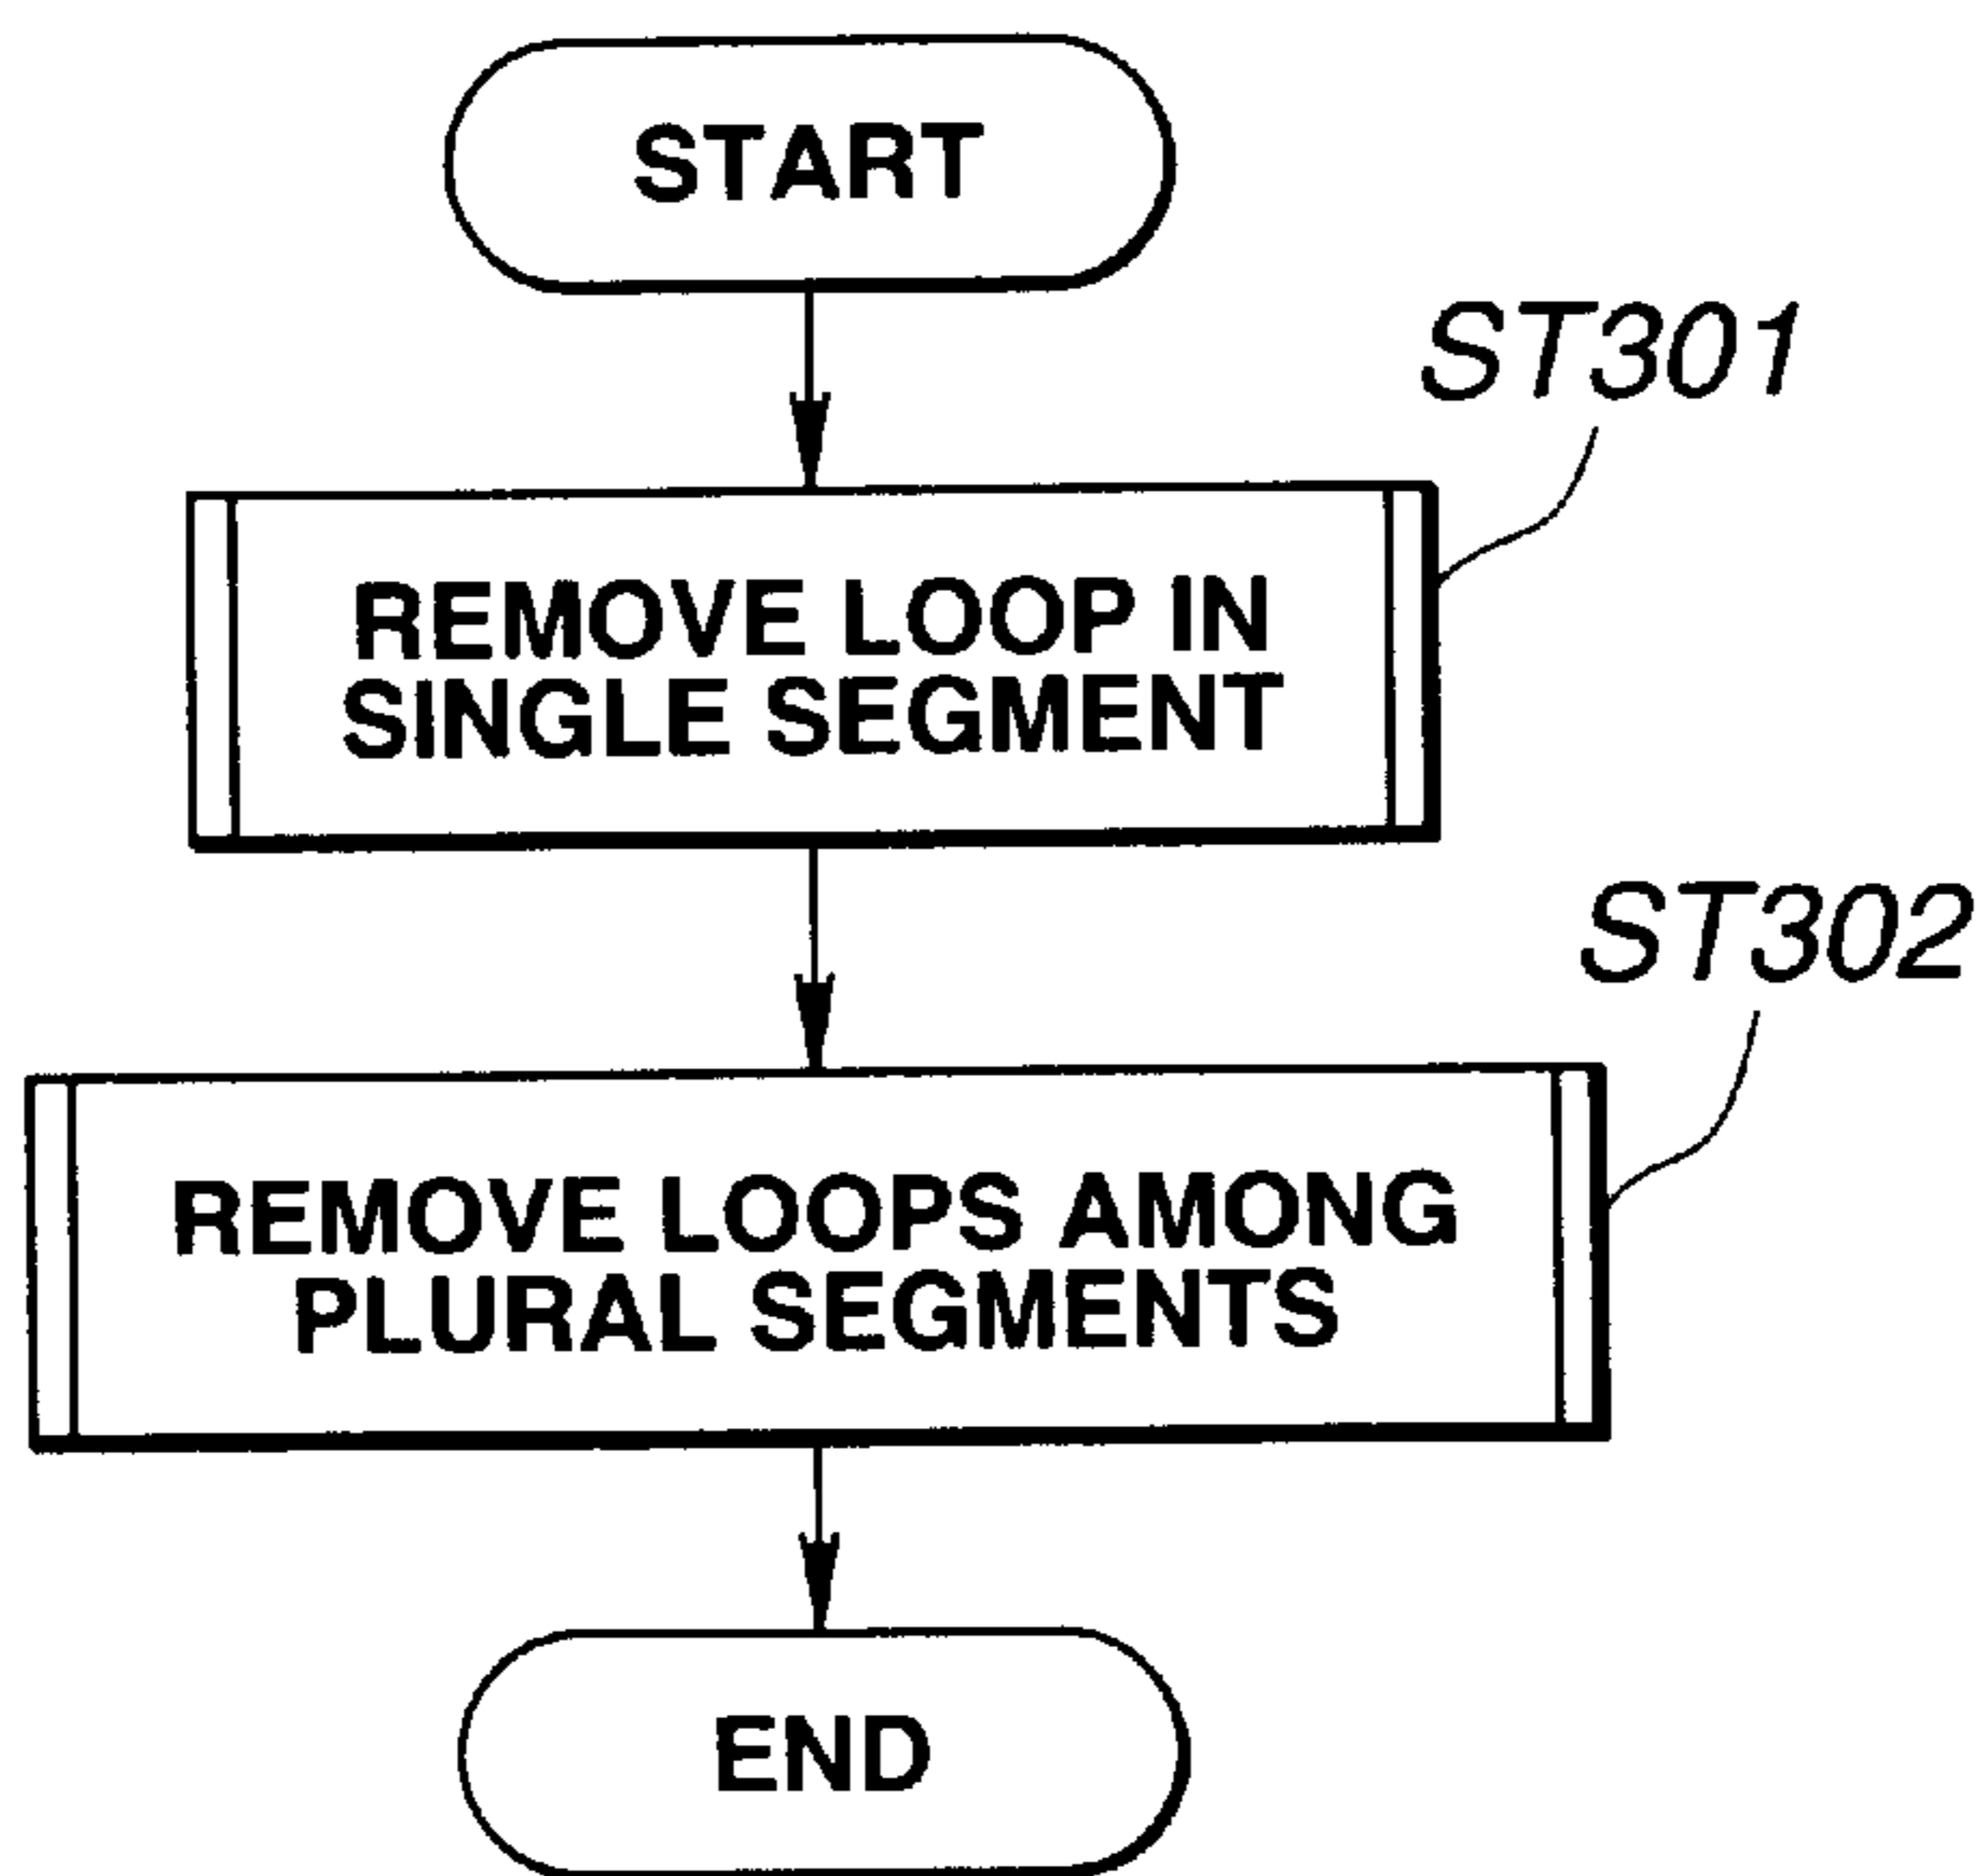 START
ST301
REMOVE LOOP IN
SINGLE SEGMENT
ST302
REMOVE LOOPS AMONG
PLURAL SEGMENTS
END